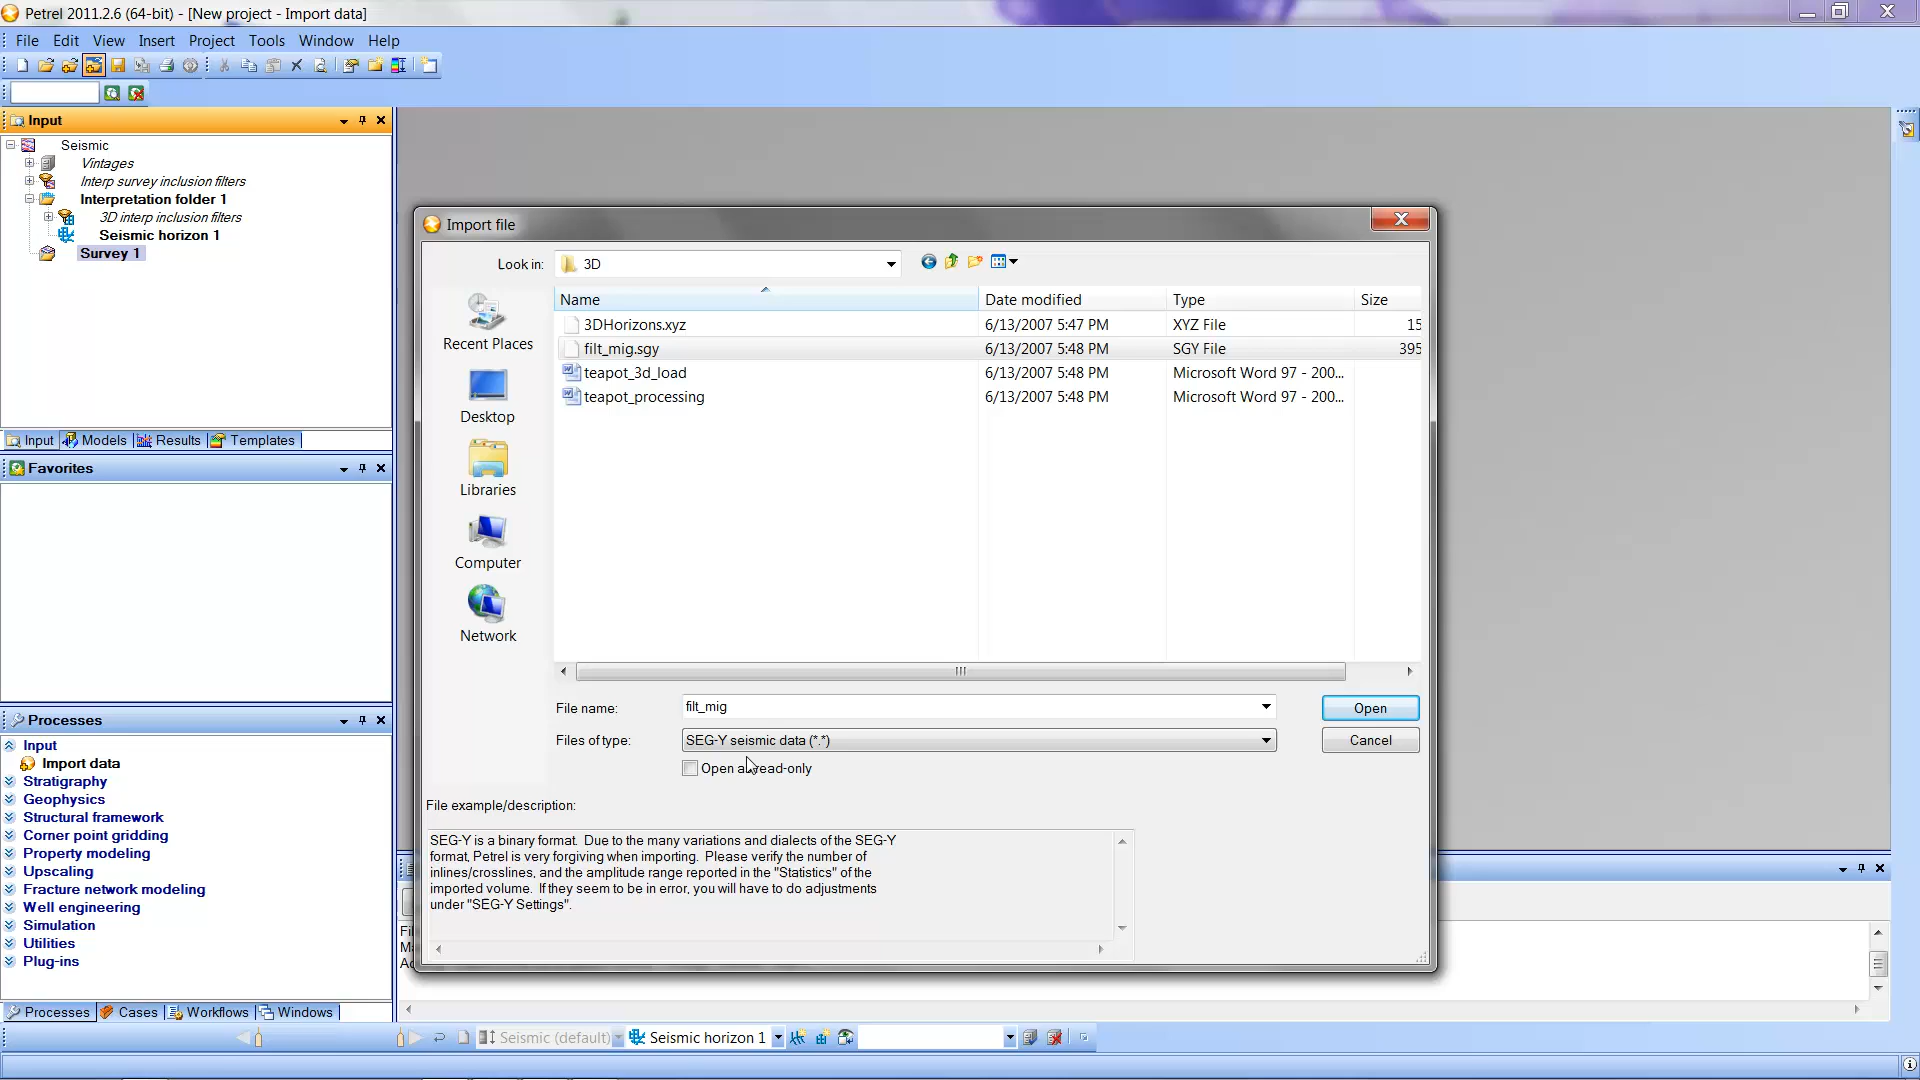 Petrel 2011.2.6 (64-bit) - [New project - Import data]
File Edit View Insert Project Tools Window Help
Input
Seismic
Vintages
Interp survey inclusion filters
Interpretation folder 1
3D interp inclusion filters
Seismic horizon 1
Survey 1
Input Models Results Templates
Favorites
Processes
Input
Import data
Stratigraphy
Geophysics
Structural framework
Corner point gridding
Property modeling
Upscaling
Fracture network modeling
Well engineering
Simulation
Utilities
Plug-ins
Processes Cases Workflows Windows
Import file
Look in: 3D
Recent Places
Desktop
Libraries
Computer
Network
Name Date modified Type Size
3DHorizons.xyz 6/13/2007 5:47 PM XYZ File 15
filt_mig.sgy 6/13/2007 5:48 PM SGY File 395
teapot_3d_load 6/13/2007 5:48 PM Microsoft Word 97 - 200...
teapot_processing 6/13/2007 5:48 PM Microsoft Word 97 - 200...
File name: filt_mig Open
Files of type: SEG-Y seismic data (*.*) Cancel
Open a read-only
File example/description:
SEG-Y is a binary format. Due to the many variations and dialects of the SEG-Y
format, Petrel is very forgiving when importing. Please verify the number of
inlines/crosslines, and the amplitude range reported in the "Statistics" of the
imported volume. If they seem to be in error, you will have to do adjustments
under "SEG-Y Settings".
Seismic (default) Seismic horizon 1